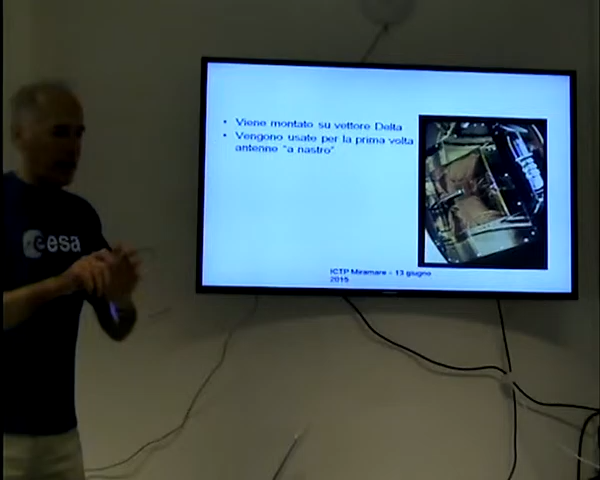 • Viene montato su vettore Delta
• Vengono usate per la prima volta
antenne "a nastro"
ICTP Miramare - 13 giugno
2015
esa